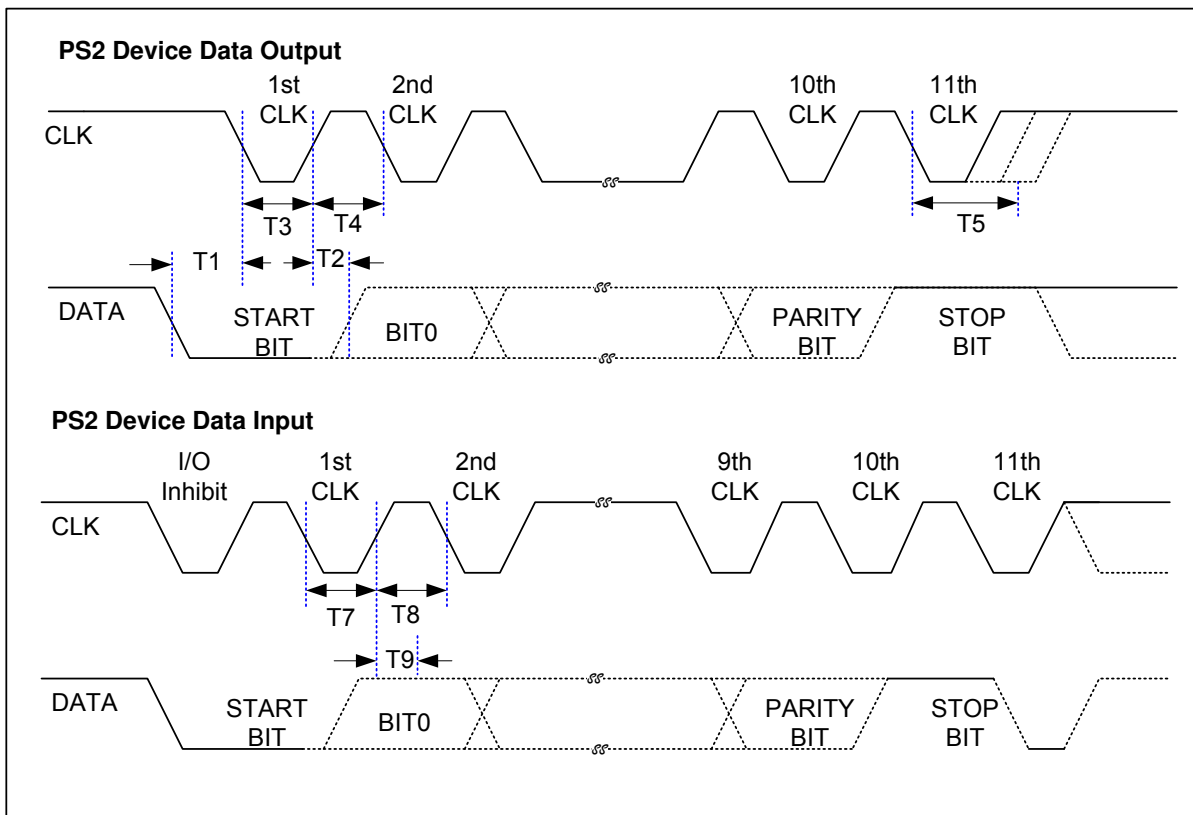 PS2 Device Data Output
1st
CLK
2nd
CLK
10th
CLK
11th
CLK
CLK
T3
T4
T5
T1
T2
DATA
START
BIT
BIT0
PARITY
BIT
STOP
BIT
PS2 Device Data Input
I/O
Inhibit
1st
CLK
2nd
CLK
9th
CLK
10th
CLK
11th
CLK
CLK
T7
T8
T9
DATA
START
BIT
BIT0
PARITY
BIT
STOP
BIT